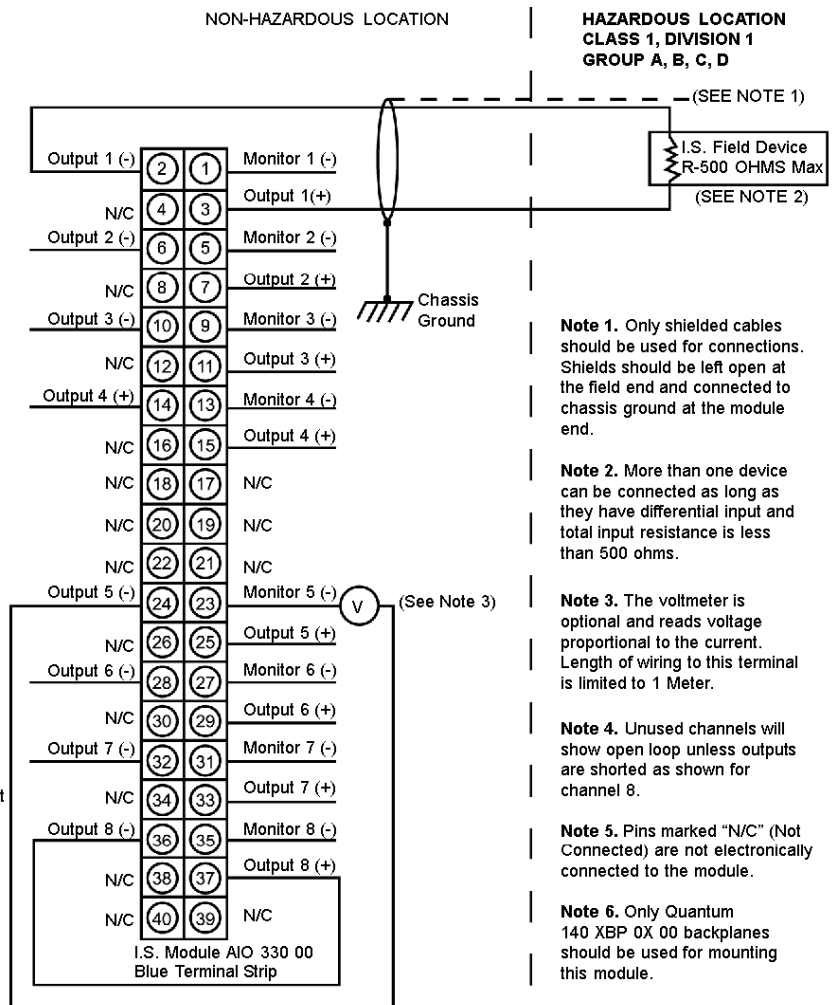 NON-HAZARDOUS LOCATION
HAZARDOUS LOCATION
CLASS 1, DIVISION 1
GROUP A, B, C, D
(SEE NOTE 1)
I.S. Field Device
R-500 OHMS Max
(SEE NOTE 2)
Output 1 (-) 2 1 Monitor 1 (-)
N/C 4 3 Output 1(+)
Output 2 (-) 6 5 Monitor 2 (-)
N/C 8 7 Output 2 (+)
Output 3 (-) 10 9 Monitor 3 (-)
N/C 12 11 Output 3 (+)
Output 4 (+) 14 13 Monitor 4 (-)
N/C 16 15 Output 4 (+)
N/C 18 17 N/C
N/C 20 19 N/C
N/C 22 21 N/C
Output 5 (-) 24 23 Monitor 5 (-) V (See Note 3)
N/C 26 25 Output 5 (+)
Output 6 (-) 28 27 Monitor 6 (-)
N/C 30 29 Output 6 (+)
Output 7 (-) 32 31 Monitor 7 (-)
t
N/C 34 33 Output 7 (+)
Output 8 (-) 36 35 Monitor 8 (-)
N/C 38 37 Output 8 (+)
N/C 40 39 N/C
I.S. Module AIO 330 00
Blue Terminal Strip
Chassis
Ground
Note 1. Only shielded cables
should be used for connections.
Shields should be left open at
the field end and connected to
chassis ground at the module
end.
Note 2. More than one device
can be connected as long as
they have differential input and
total input resistance is less
than 500 ohms.
Note 3. The voltmeter is
optional and reads voltage
proportional to the current.
Length of wiring to this terminal
is limited to 1 Meter.
Note 4. Unused channels will
show open loop unless outputs
are shorted as shown for
channel 8.
Note 5. Pins marked “N/C” (Not
Connected) are not electronically
connected to the module.
Note 6. Only Quantum
140 XBP 0X 00 backplanes
should be used for mounting
this module.